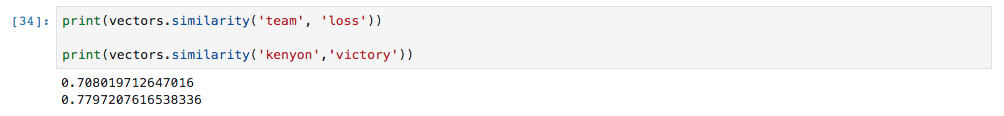 [34]: print(vectors.similarity('team', 'loss'))
print(vectors.similarity('kenyon','victory'))
0.708019712647016
0.7797207616538336